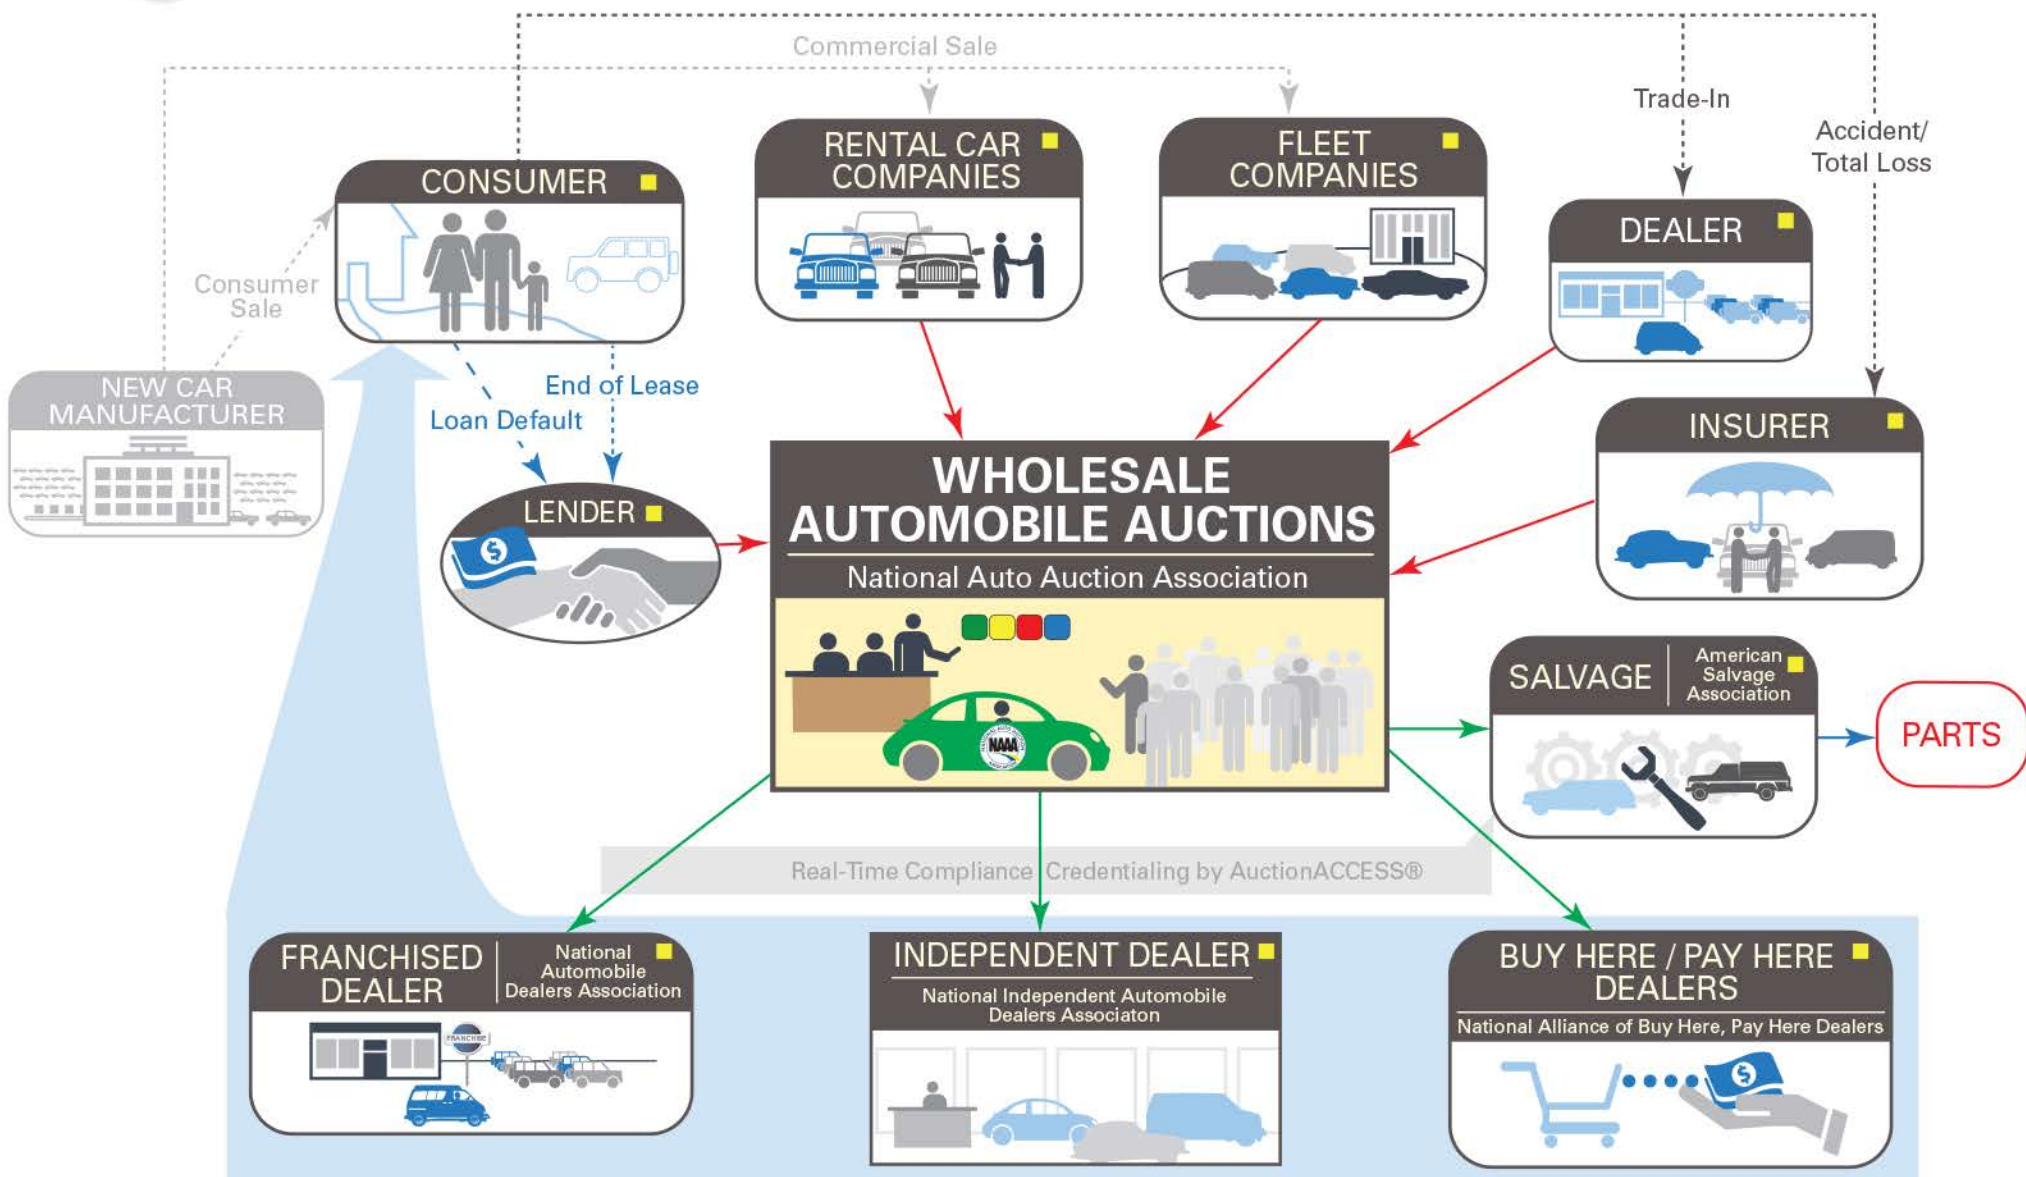 Commercial Sale
Trade-In
Accident/
Total Loss
RENTAL CAR
COMPANIES
FLEET
COMPANIES
CONSUMER
DEALER
Consumer
Sale
NEW CAR
MANUFACTURER
End of Lease
Loan Default
INSURER
LENDER
$
WHOLESALE
AUTOMOBILE AUCTIONS
National Auto Auction Association
NAAA
SALVAGE
American
Salvage
Association
PARTS
Real-Time Compliance Credentialing by AuctionACCESS®
FRANCHISED
DEALER
National
Automobile
Dealers Association
FRANCHISE
INDEPENDENT DEALER
National Independent Automobile
Dealers Associaton
BUY HERE / PAY HERE
DEALERS
National Alliance of Buy Here, Pay Here Dealers
$